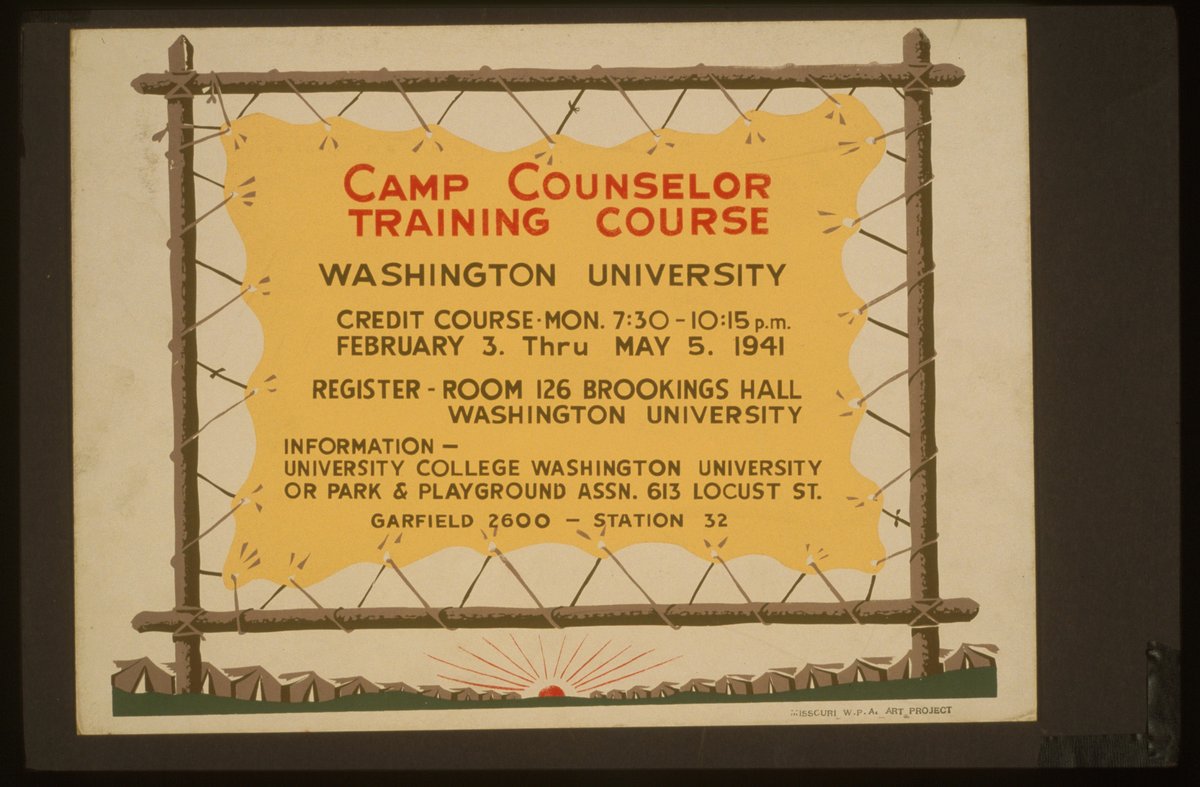 CAMP COUNSELOR
TRAINING COURSE
WASHINGTON UNIVERSITY
CREDIT COURSE·MON. 7:30-10:15 p.m.
FEBRUARY 3. Thru MAY 5. 1941
REGISTER-ROOM 126 BROOKINGS HALL
WASHINGTON UNIVERSITY
INFORMATION—
UNIVERSITY COLLEGE WASHINGTON UNIVERSITY
OR PARK & PLAYGROUND ASSN. 613 LOCUST ST.
GARFIELD 2600 — STATION 32
MISSOURI W.P.A. ART PROJECT